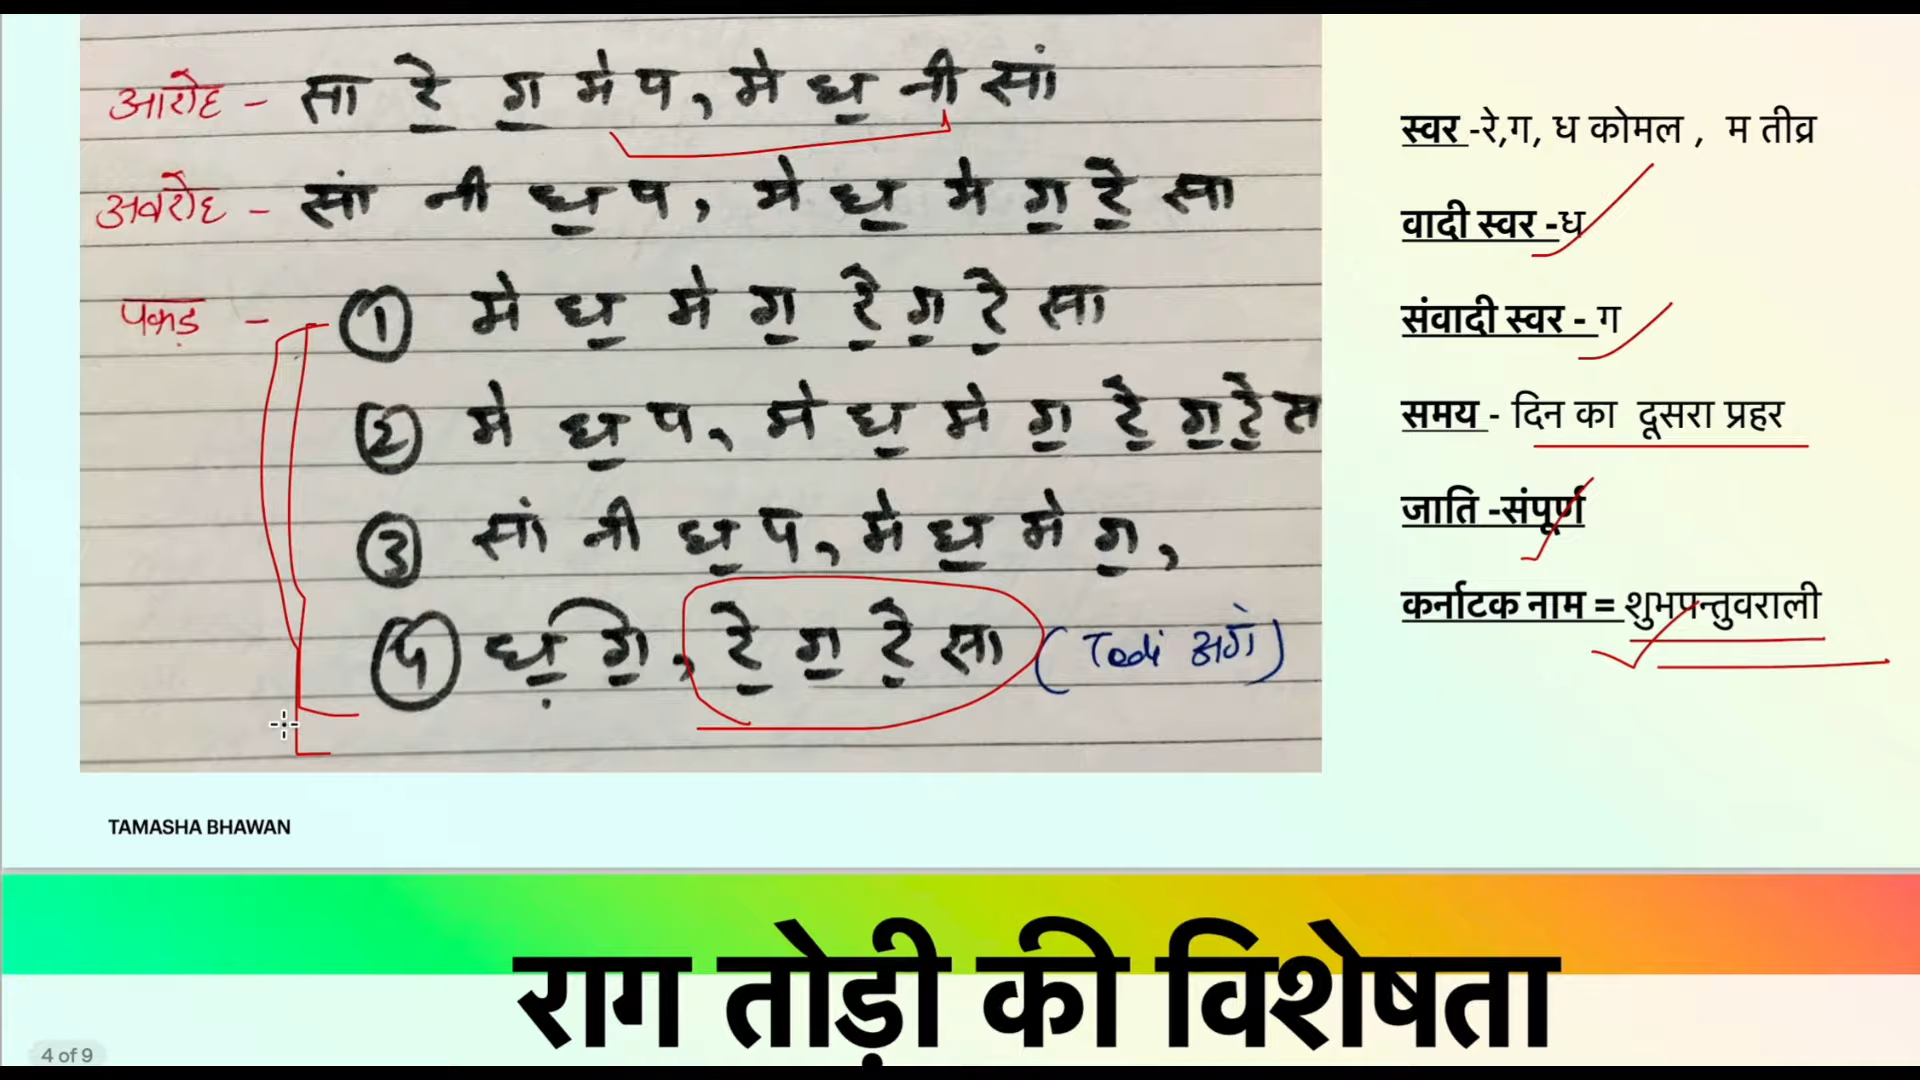 आरोह - सा रे॒ ग॒ मे प, मे ध॒ नी सां
अवरोह - सां नी ध॒ प, मे ध॒ मे ग॒ रे॒ सा
पकड़ - ① मे ध॒ मे ग॒ रे॒ ग॒ रे॒ सा
② मे ध॒ प, मे ध॒ मे ग॒ रे॒ ग॒ रे॒ स
③ सां नी ध॒ प, मे ध॒ मे ग॒,
रे॒ ग॒ रे॒ सा (Todi अंग)
स्वर -रे,ग, ध कोमल , म तीव्र
वादी स्वर -ध
संवादी स्वर - ग
समय - दिन का दूसरा प्रहर
जाति -संपूर्ण
कर्नाटक नाम = शुभपन्तुवराली
TAMASHA BHAWAN
राग तोड़ी की विशेषता
4 of 9